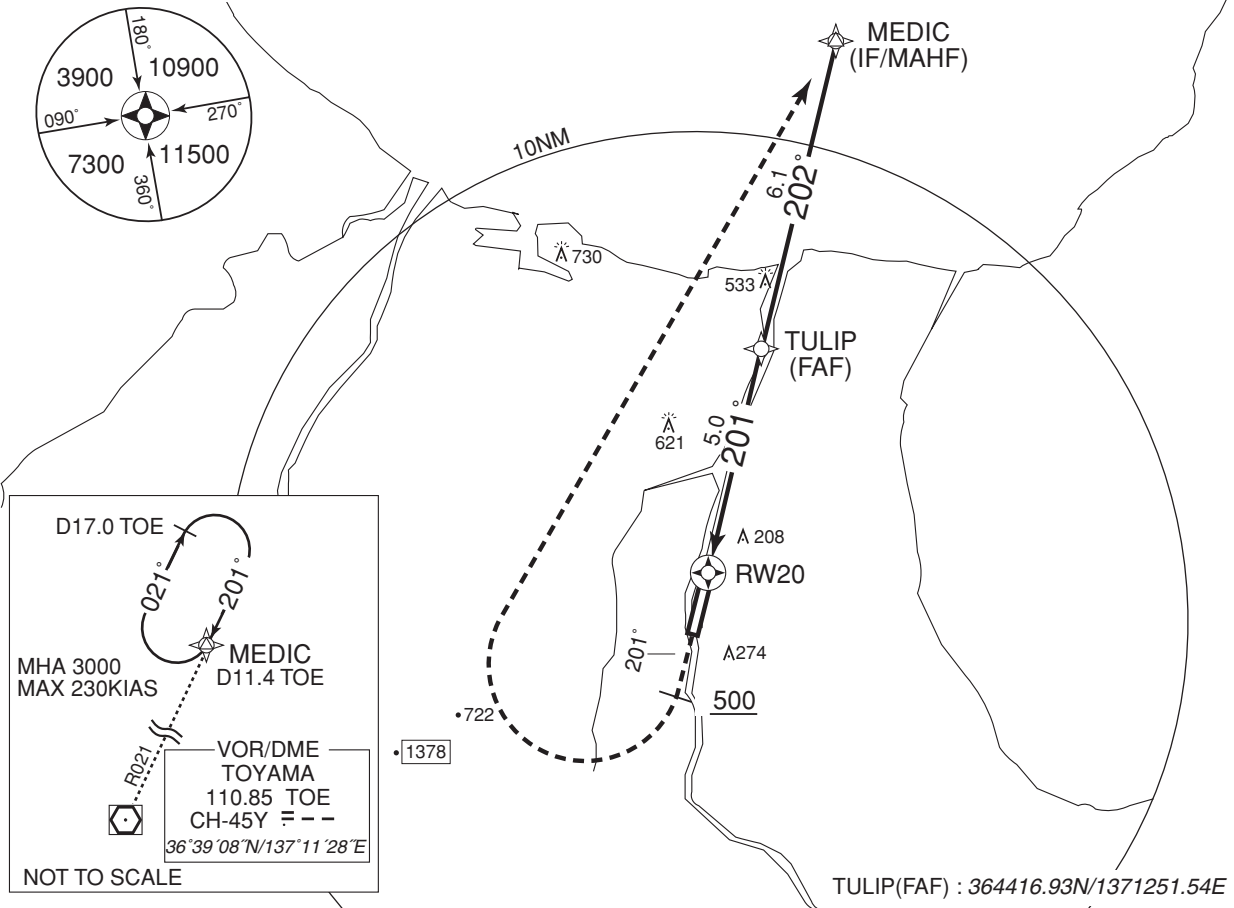 180°
3900
10900
090°
270°
7300
11500
360°
MEDIC
(IF/MAHF)
10NM
6.1
202°
730
533
TULIP
(FAF)
621
5.0
201°
208
RW20
201°
274
500
722
1378
D17.0 TOE
021°
201°
MEDIC
D11.4 TOE
MHA 3000
MAX 230KIAS
R021
VOR/DME
TOYAMA
110.85 TOE
CH-45Y
36°39´08˝N/137°11´28˝E
NOT TO SCALE
TULIP(FAF) : 364416.93N/1371251.54E